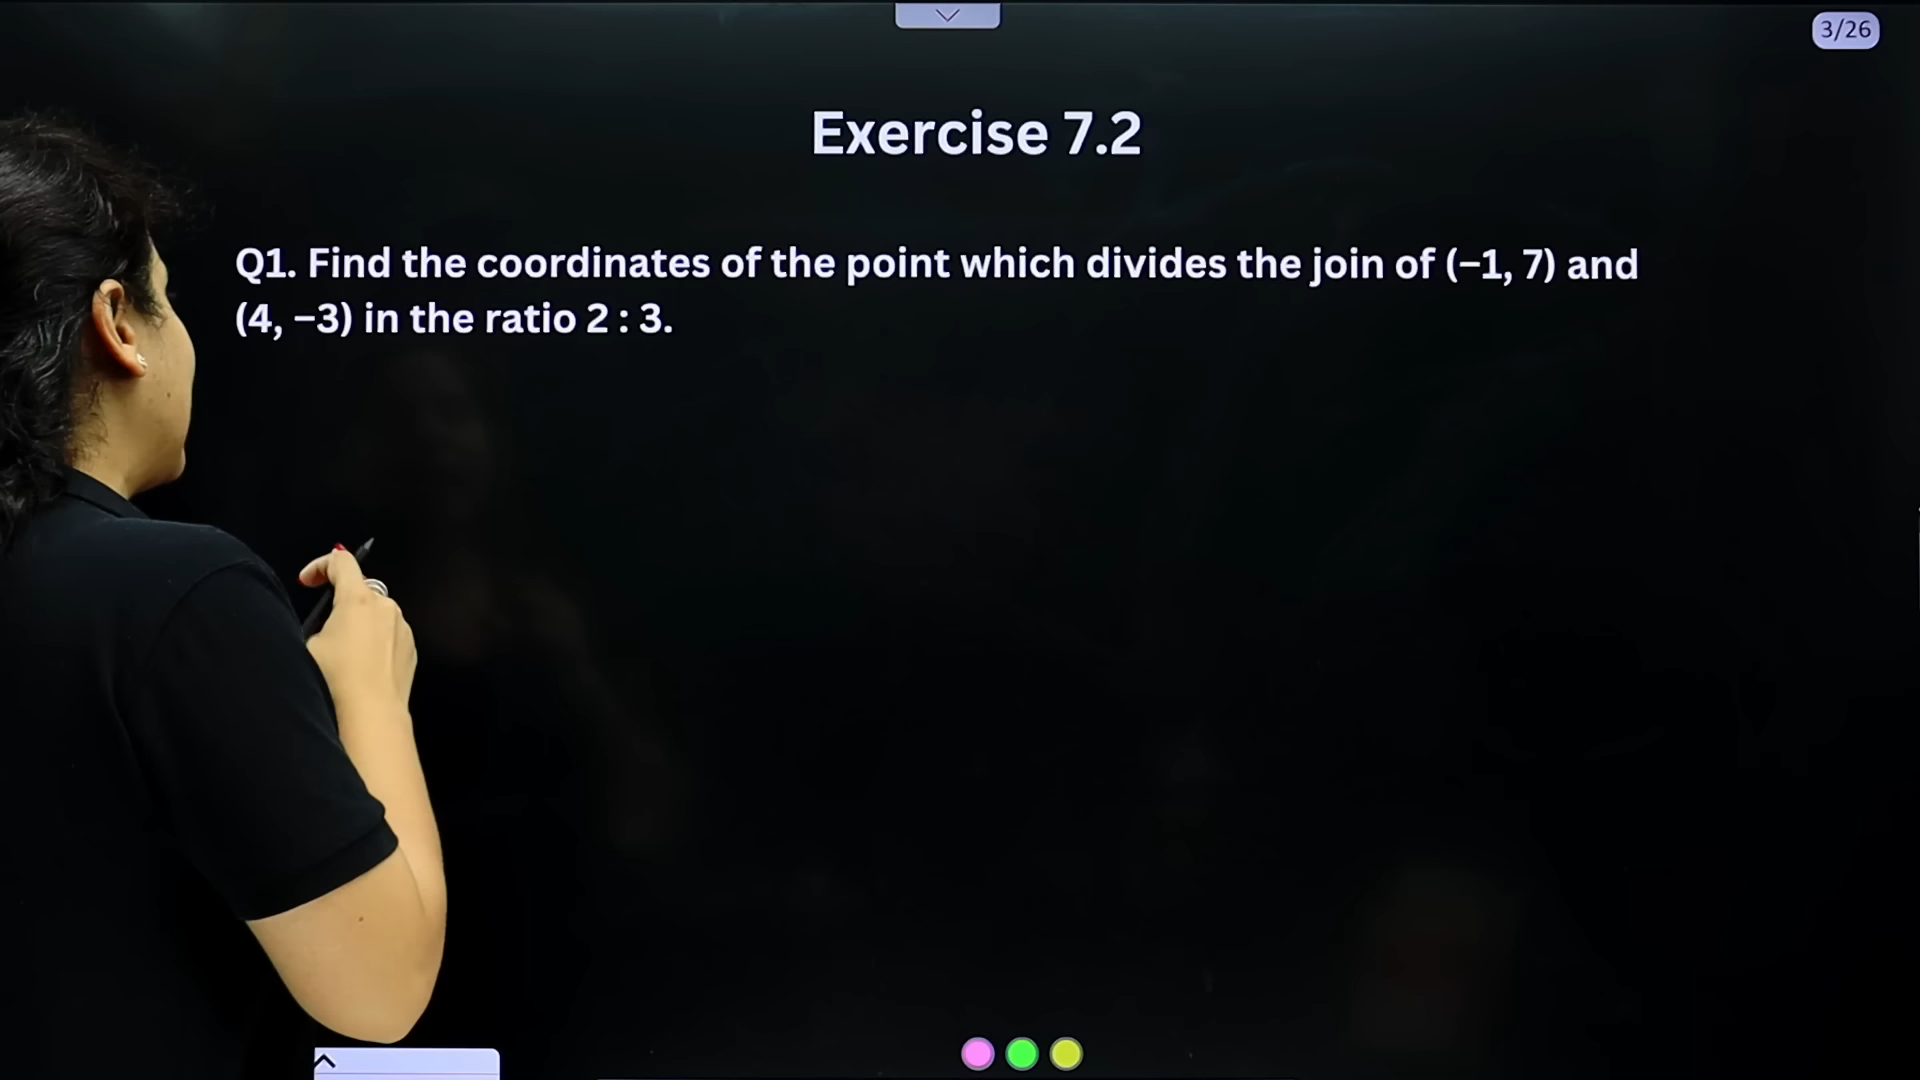 3/26
Exercise 7.2
Q1. Find the coordinates of the point which divides the join of (−1, 7) and
(4, −3) in the ratio 2 : 3.